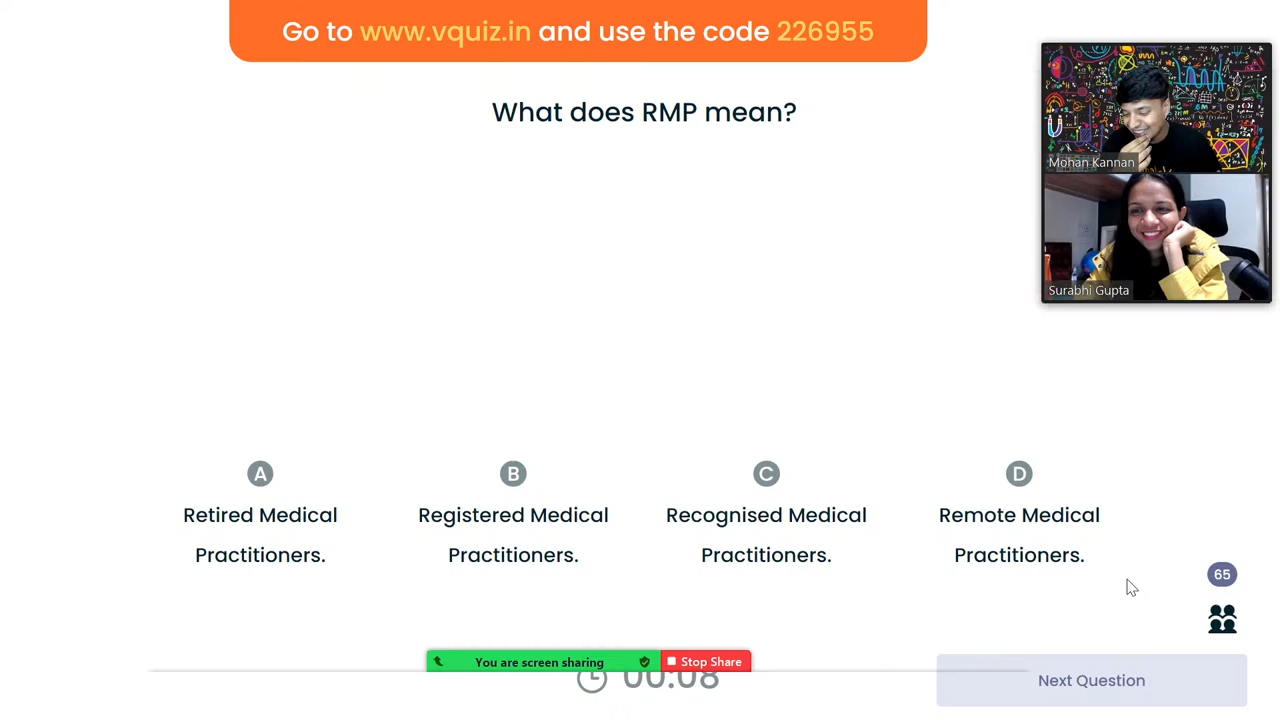 Go to www.vquiz.in and use the code 226955
What does RMP mean?
Mohan Kannan
Surabhi Gupta
A
Retired Medical
Practitioners.
B
Registered Medical
Practitioners.
C
Recognised Medical
Practitioners.
D
Remote Medical
Practitioners.
65
You are screen sharing
Stop Share
00:08
Next Question